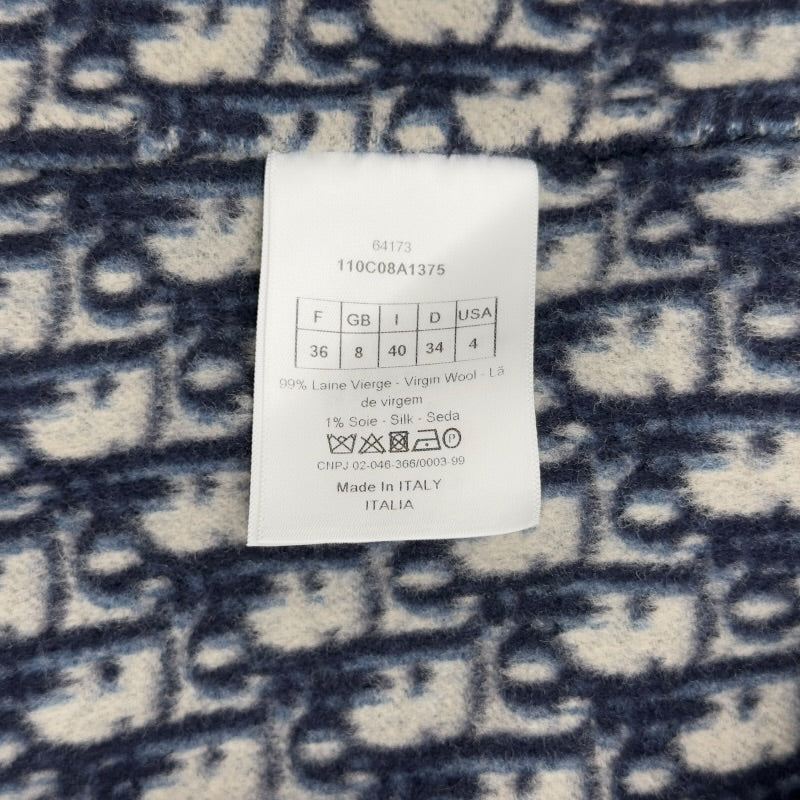 64173
110C08A1375
F GB I D USA
36 8 40 34 4
99% Laine Vierge - Virgin Wool - Lã
de virgem
1% Soie - Silk - Seda
P
CNPJ 02-046-366/0003-99
Made In ITALY
ITALIA